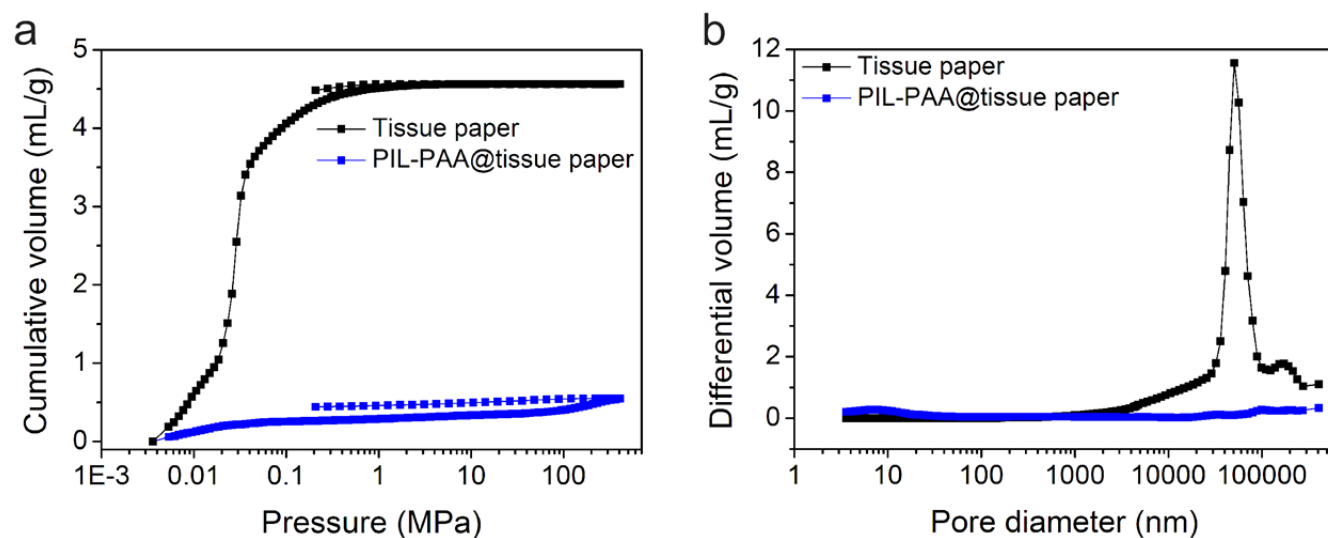 a
5
4
3
2
1
0
1E-3
0.01
0.1
1
10
100
Cumulative volume (mL/g)
Pressure (MPa)
Tissue paper
PIL-PAA@tissue paper
b
12
10
8
6
4
2
0
1
10
100
1000
10000
100000
Differential volume (mL/g)
Pore diameter (nm)
Tissue paper
PIL-PAA@tissue paper